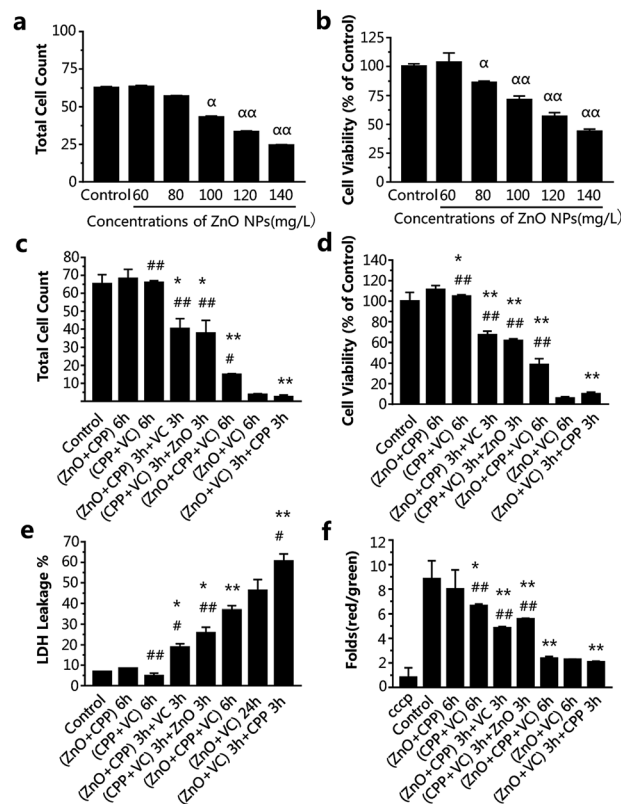 a
Total Cell Count
75
50
25
0
α
αα
αα
Control 60 80 100 120 140
Concentrations of ZnO NPs(mg/L)
b
Cell Viability (% of Control)
125
100
75
50
25
0
α
αα
αα
αα
Control 60 80 100 120 140
Concentrations of ZnO NPs(mg/L)
c
Total Cell Count
80
70
60
50
40
30
20
10
##
*
##
*
##
**
#
**
Control
(ZnO+CPP) 6h
(CPP+VC) 6h
(ZnO+CPP) 3h+VC 3h
(CPP+VC) 3h+ZnO 3h
(ZnO+CPP+VC) 6h
(ZnO+VC) 6h
(ZnO+VC) 3h+CPP 3h
d
Cell Viability (% of Control)
140
120
100
80
60
40
20
0
*
##
**
##
**
##
**
##
**
Control
(ZnO+CPP) 6h
(CPP+VC) 6h
(ZnO+CPP) 3h+VC 3h
(CPP+VC) 3h+ZnO 3h
(ZnO+CPP+VC) 6h
(ZnO+VC) 6h
(ZnO+VC) 3h+CPP 3h
e
LDH Leakage %
70
60
50
40
30
20
10
0
##
*
#
*
##
**
**
#
Control
(ZnO+CPP) 6h
(CPP+VC) 6h
(ZnO+CPP) 3h+VC 3h
(CPP+VC) 3h+ZnO 3h
(ZnO+CPP+VC) 6h
(ZnO+VC) 24h
(ZnO+VC) 3h+CPP 3h
f
Folds(red/green)
12
10
8
6
4
2
0
*
##
**
##
**
##
**
**
cccp
Control
(ZnO+CPP) 6h
(CPP+VC) 6h
(ZnO+CPP) 3h+VC 3h
(CPP+VC) 3h+ZnO 3h
(ZnO+CPP+VC) 6h
(ZnO+VC) 6h
(ZnO+VC) 3h+CPP 3h